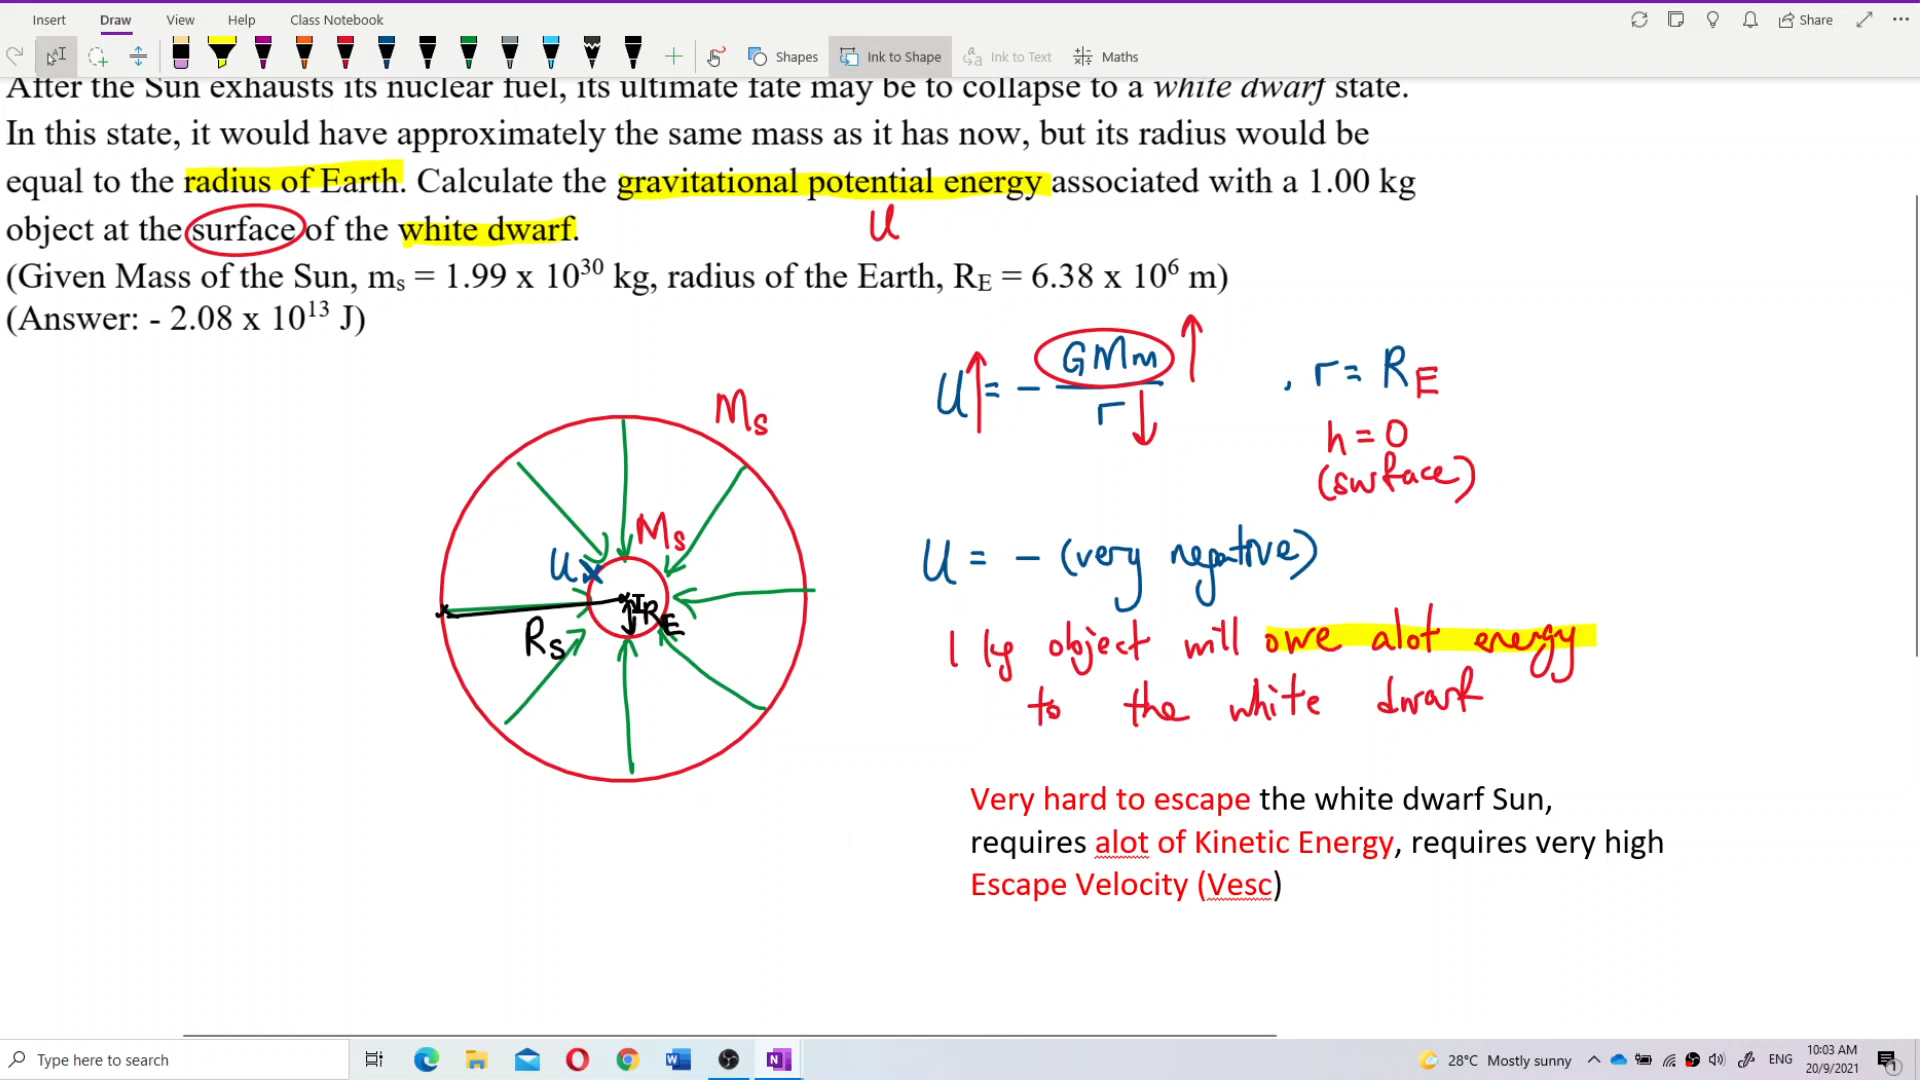 Insert Draw View Help Class Notebook Share
Shapes Ink to Shape Ink to Text Maths
After the Sun exhausts its nuclear fuel, its ultimate fate may be to collapse to a white dwarf state.
In this state, it would have approximately the same mass as it has now, but its radius would be
equal to the radius of Earth. Calculate the gravitational potential energy associated with a 1.00 kg
object at the surface of the white dwarf.
U
(Given Mass of the Sun, mS = 1.99 x 10³⁰ kg, radius of the Earth, RE = 6.38 x 10⁶ m)
(Answer: - 2.08 x 10¹³ J)
U = - GMm
r
, r = RE
h = 0
(surface)
Ms
Ms
U
RE
Rs
U = - (very negative)
1 kg object will owe alot energy
to the white dwarf
Very hard to escape the white dwarf Sun,
requires alot of Kinetic Energy, requires very high
Escape Velocity (Vesc)
Type here to search
28°C Mostly sunny
ENG
10:03 AM
20/9/2021
1